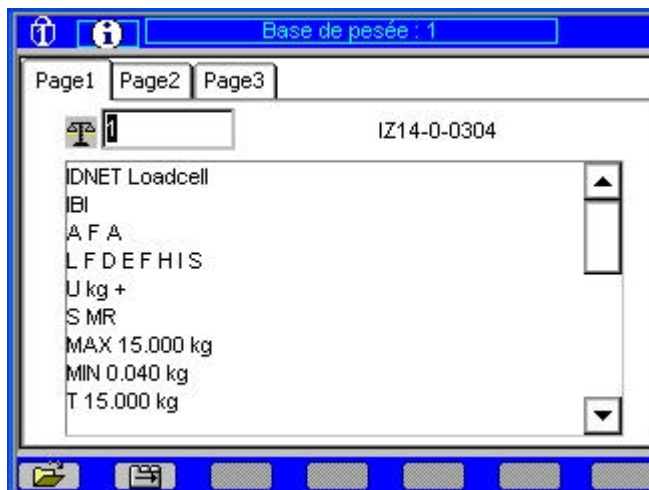 Base de pesée : 1
Page1 Page2 Page3
1 IZ14-0-0304
IDNET Loadcell
IBI
A F A
L F D E F H I S
U kg +
S MR
MAX 15.000 kg
MIN 0.040 kg
T 15.000 kg